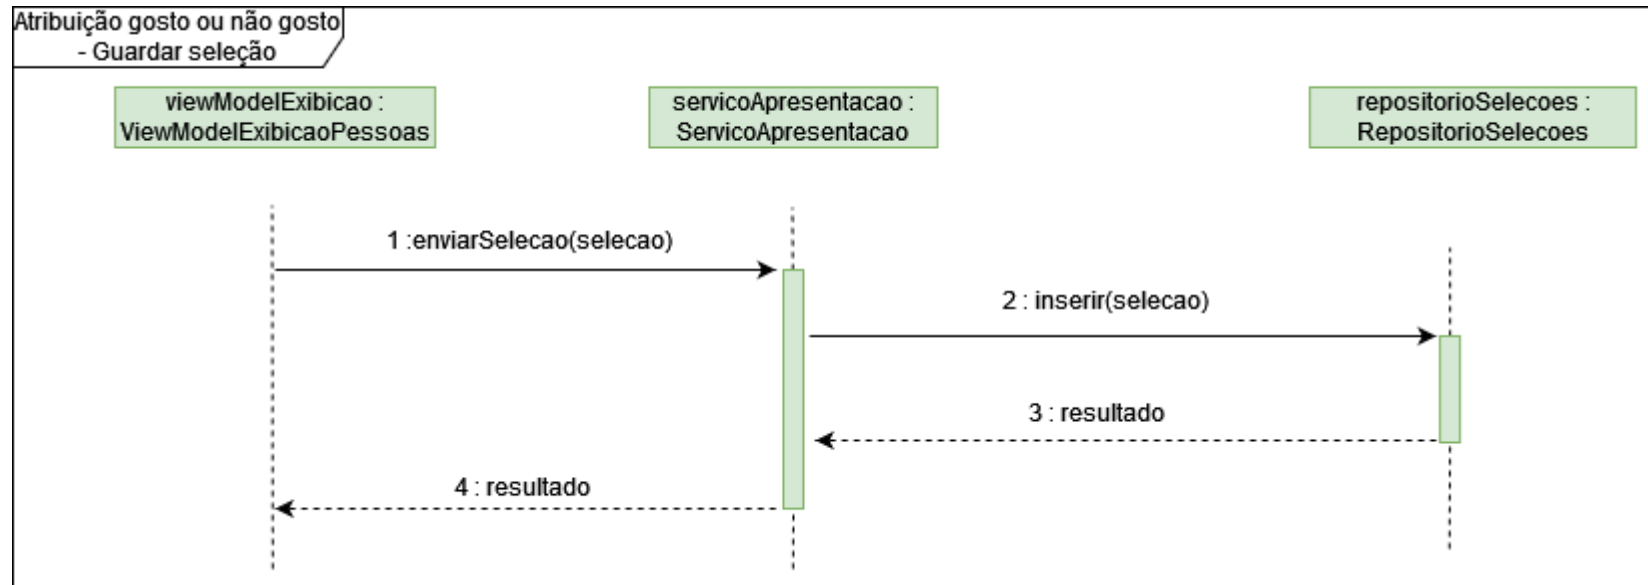 Atribuição gosto ou não gosto
- Guardar seleção
viewModelExibicao :
ViewModelExibicaoPessoas
servicoApresentacao :
ServicoApresentacao
repositorioSelecoes :
RepositorioSelecoes
1 :enviarSelecao(selecao)
2 : inserir(selecao)
3 : resultado
4 : resultado